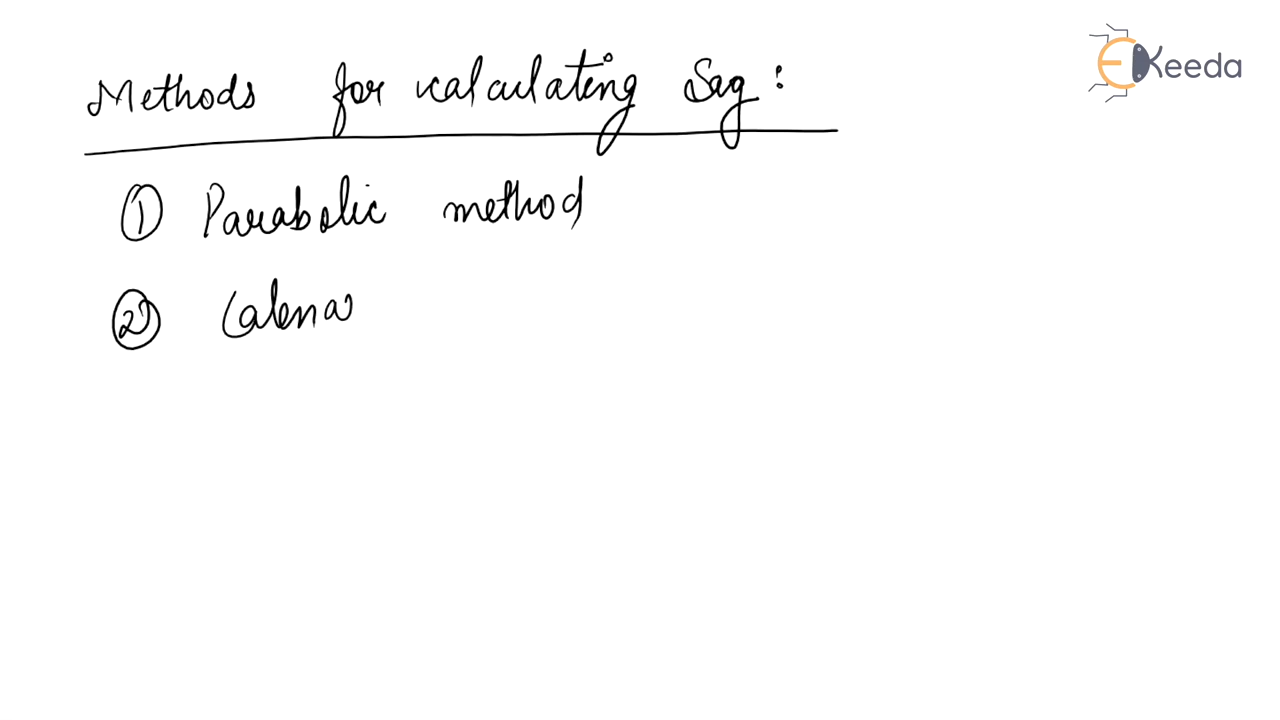 Methods for calculating Sag :
EKeeda
① Parabolic method
② Catena